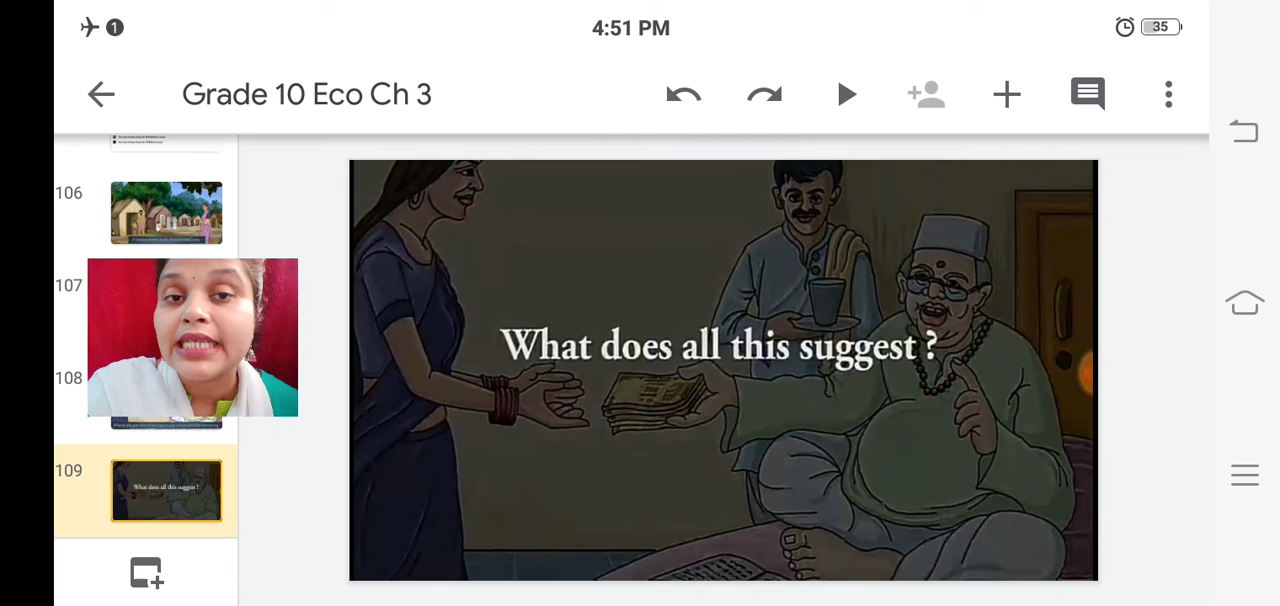 1
4:51 PM
35
Grade 10 Eco Ch 3
106
107
108
109
What does all this suggest ?
What does all this suggest ?